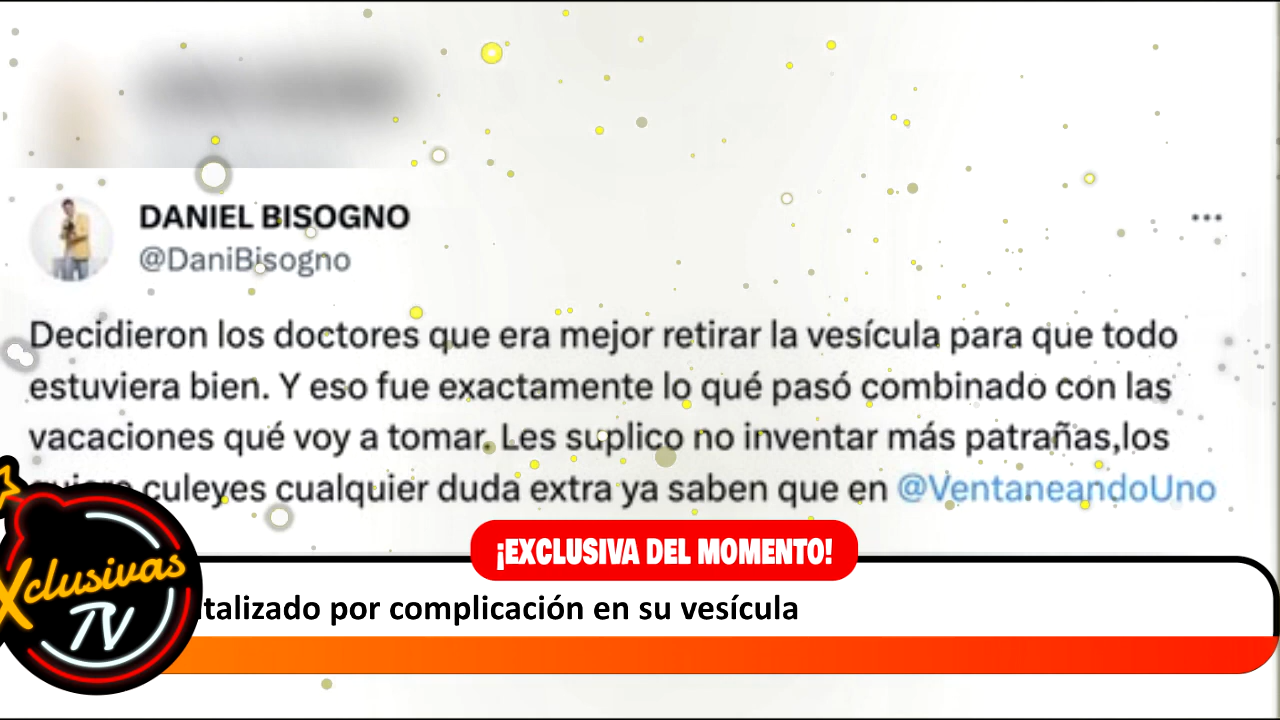 DANIEL BISOGNO
@DaniBisogno
Decidieron los doctores que era mejor retirar la vesícula para que todo
estuviera bien. Y eso fue exactamente lo qué pasó combinado con las
vacaciones qué voy a tomar. Les suplico no inventar más patrañas,los
quiero culeyes cualquier duda extra ya saben que en @VentaneandoUno
¡EXCLUSIVA DEL MOMENTO!
talizado por complicación en su vesícula
Xclusivas
TV